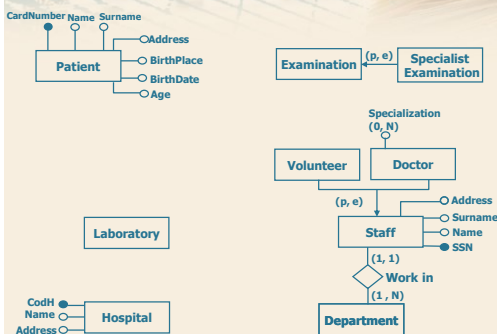 CardNumber Name Surname
Address
BirthPlace
BirthDate
Age
Patient
Examination
(p, e)
Specialist
Examination
Specialization
(0, N)
Volunteer
Doctor
(p, e)
Address
Surname
Name
SSN
Staff
Laboratory
(1, 1)
Work in
(1 , N)
CodH
Name
Address
Hospital
Department